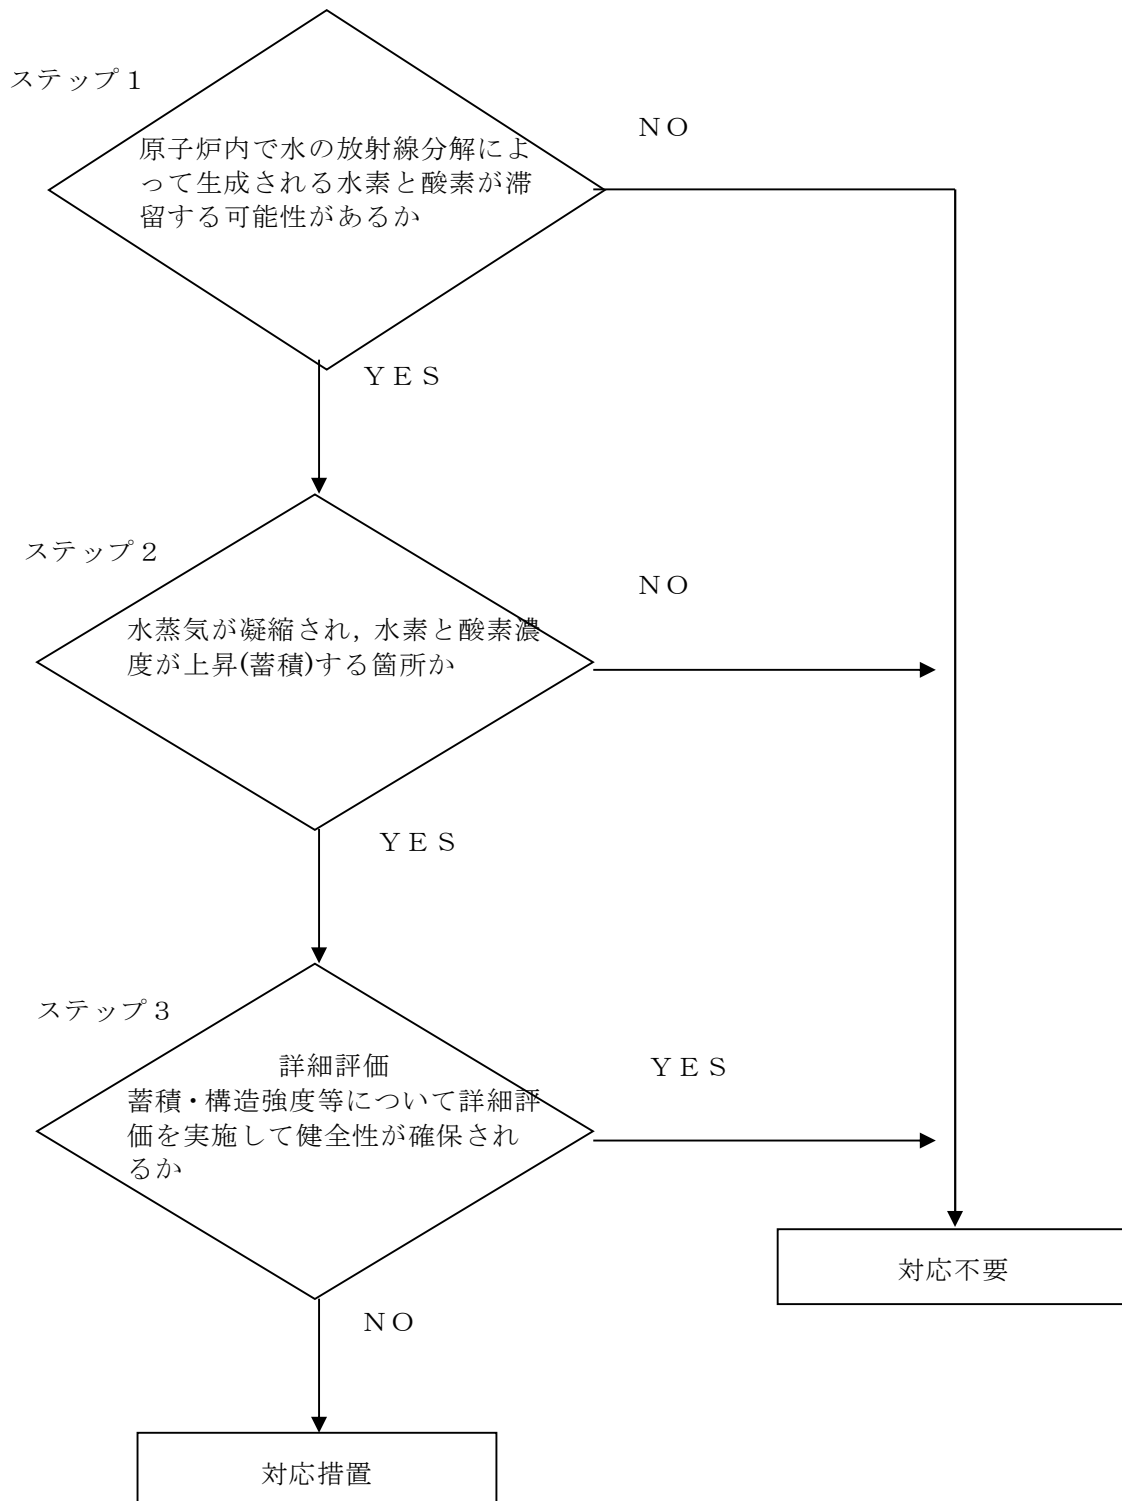 ステップ1
NO
原子炉内で水の放射線分解によ
って生成される水素と酸素が滞
留する可能性があるか
YES
ステップ2
NO
水蒸気が凝縮され，水素と酸素濃
度が上昇(蓄積)する箇所か
YES
ステップ3
詳細評価
YES
蓄積・構造強度等について詳細評
価を実施して健全性が確保され
るか
対応不要
NO
対応措置